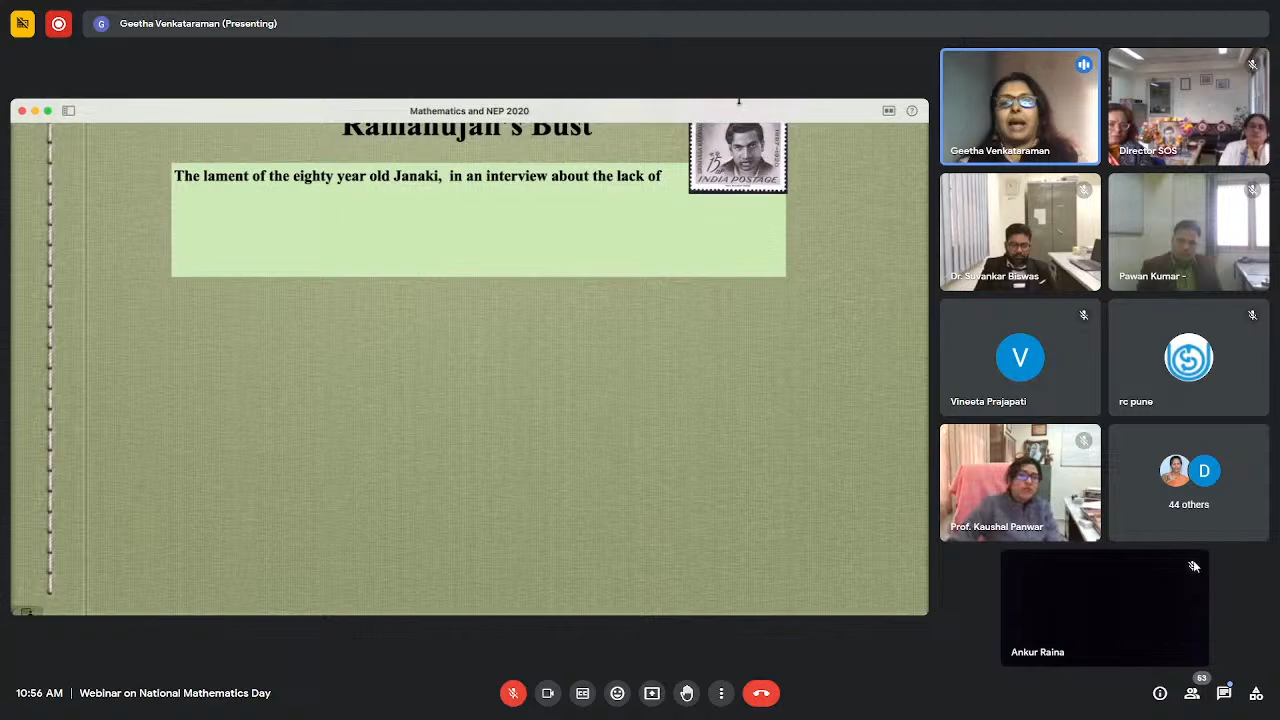 G
Geetha Venkataraman (Presenting)
Mathematics and NEP 2020
Ramanujan's Bust
The lament of the eighty year old Janaki, in an interview about the lack of
15
INDIA POSTAGE
Geetha Venkataraman
Director SOS
Dr. Suvankar Biswas
Pawan Kumar -
V
Vineeta Prajapati
rc pune
Prof. Kaushal Panwar
D
44 others
Ankur Raina
10:56 AM | Webinar on National Mathematics Day
53